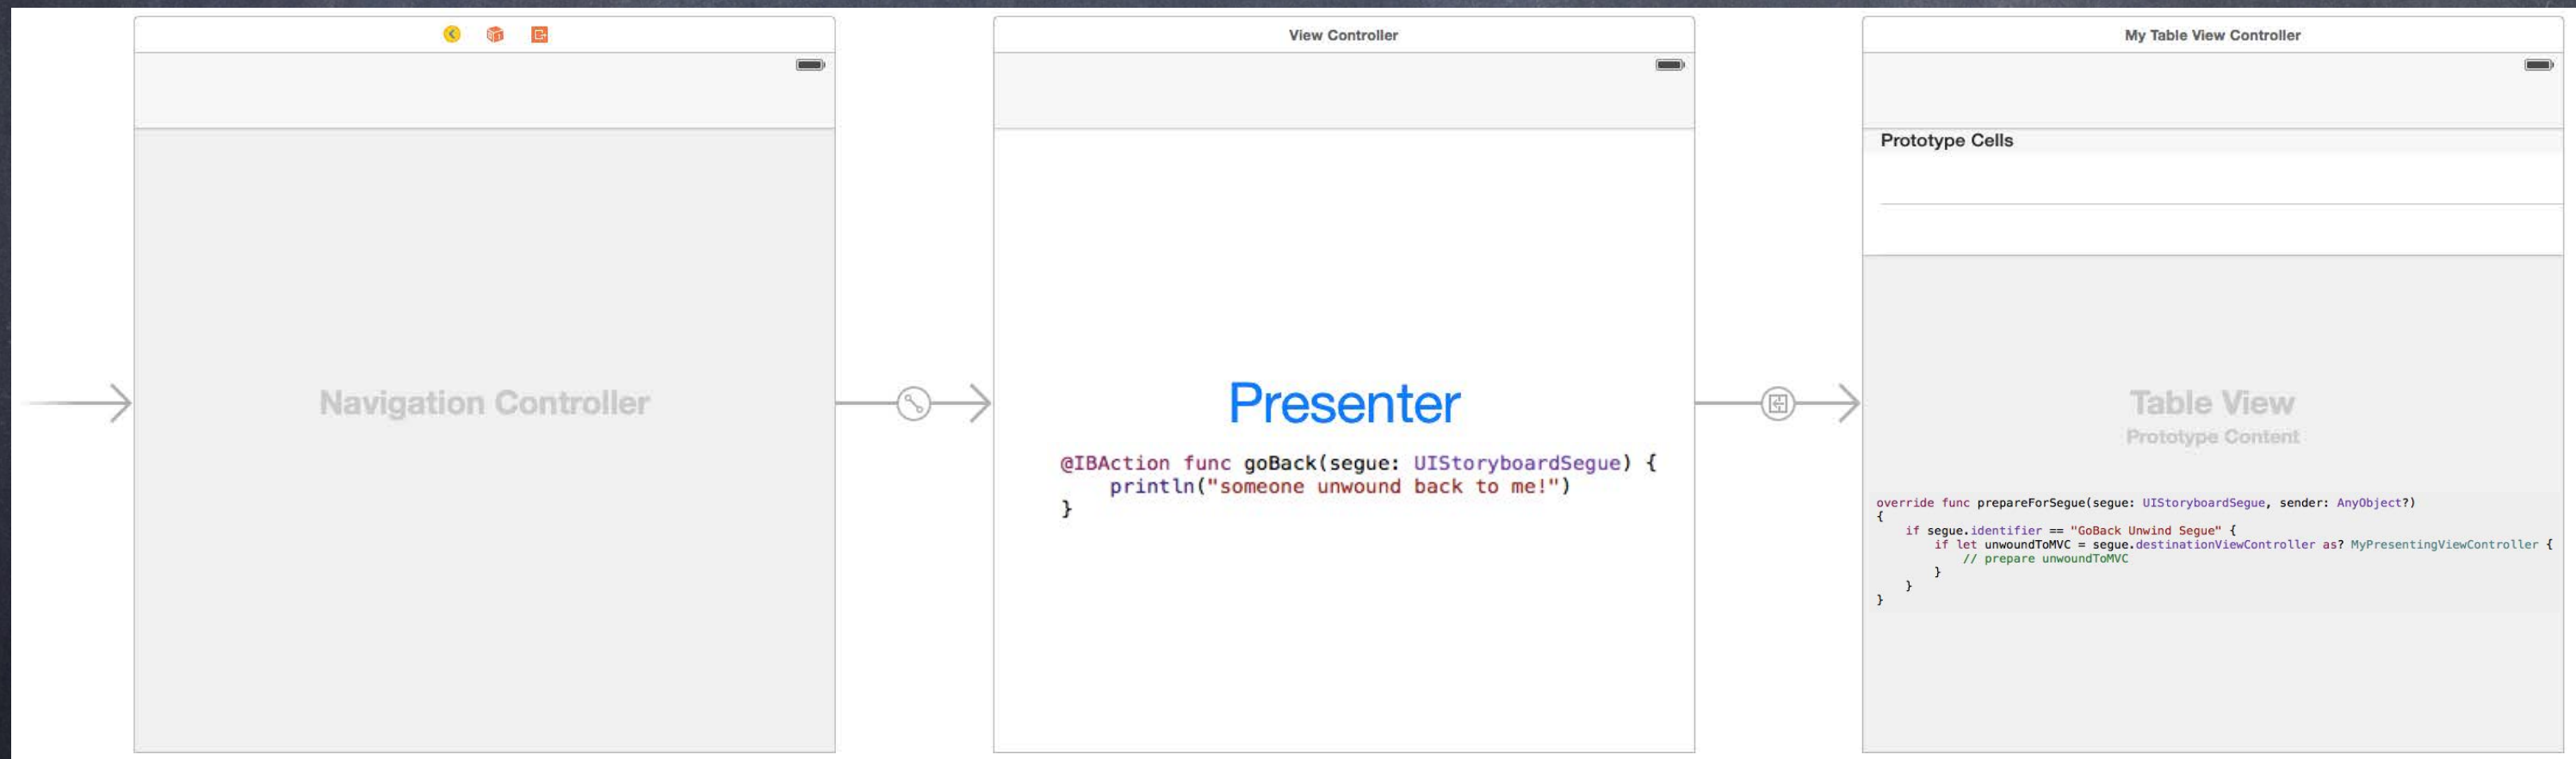 View Controller
My Table View Controller
Prototype Cells
Navigation Controller
Presenter
@IBAction func goBack(segue: UIStoryboardSegue) {
    println("someone unwound back to me!")
}
Table View
Prototype Content
override func prepareForSegue(segue: UIStoryboardSegue, sender: AnyObject?)
{
    if segue.identifier == "GoBack Unwind Segue" {
        if let unwoundToMVC = segue.destinationViewController as? MyPresentingViewController {
            // prepare unwoundToMVC
        }
    }
}